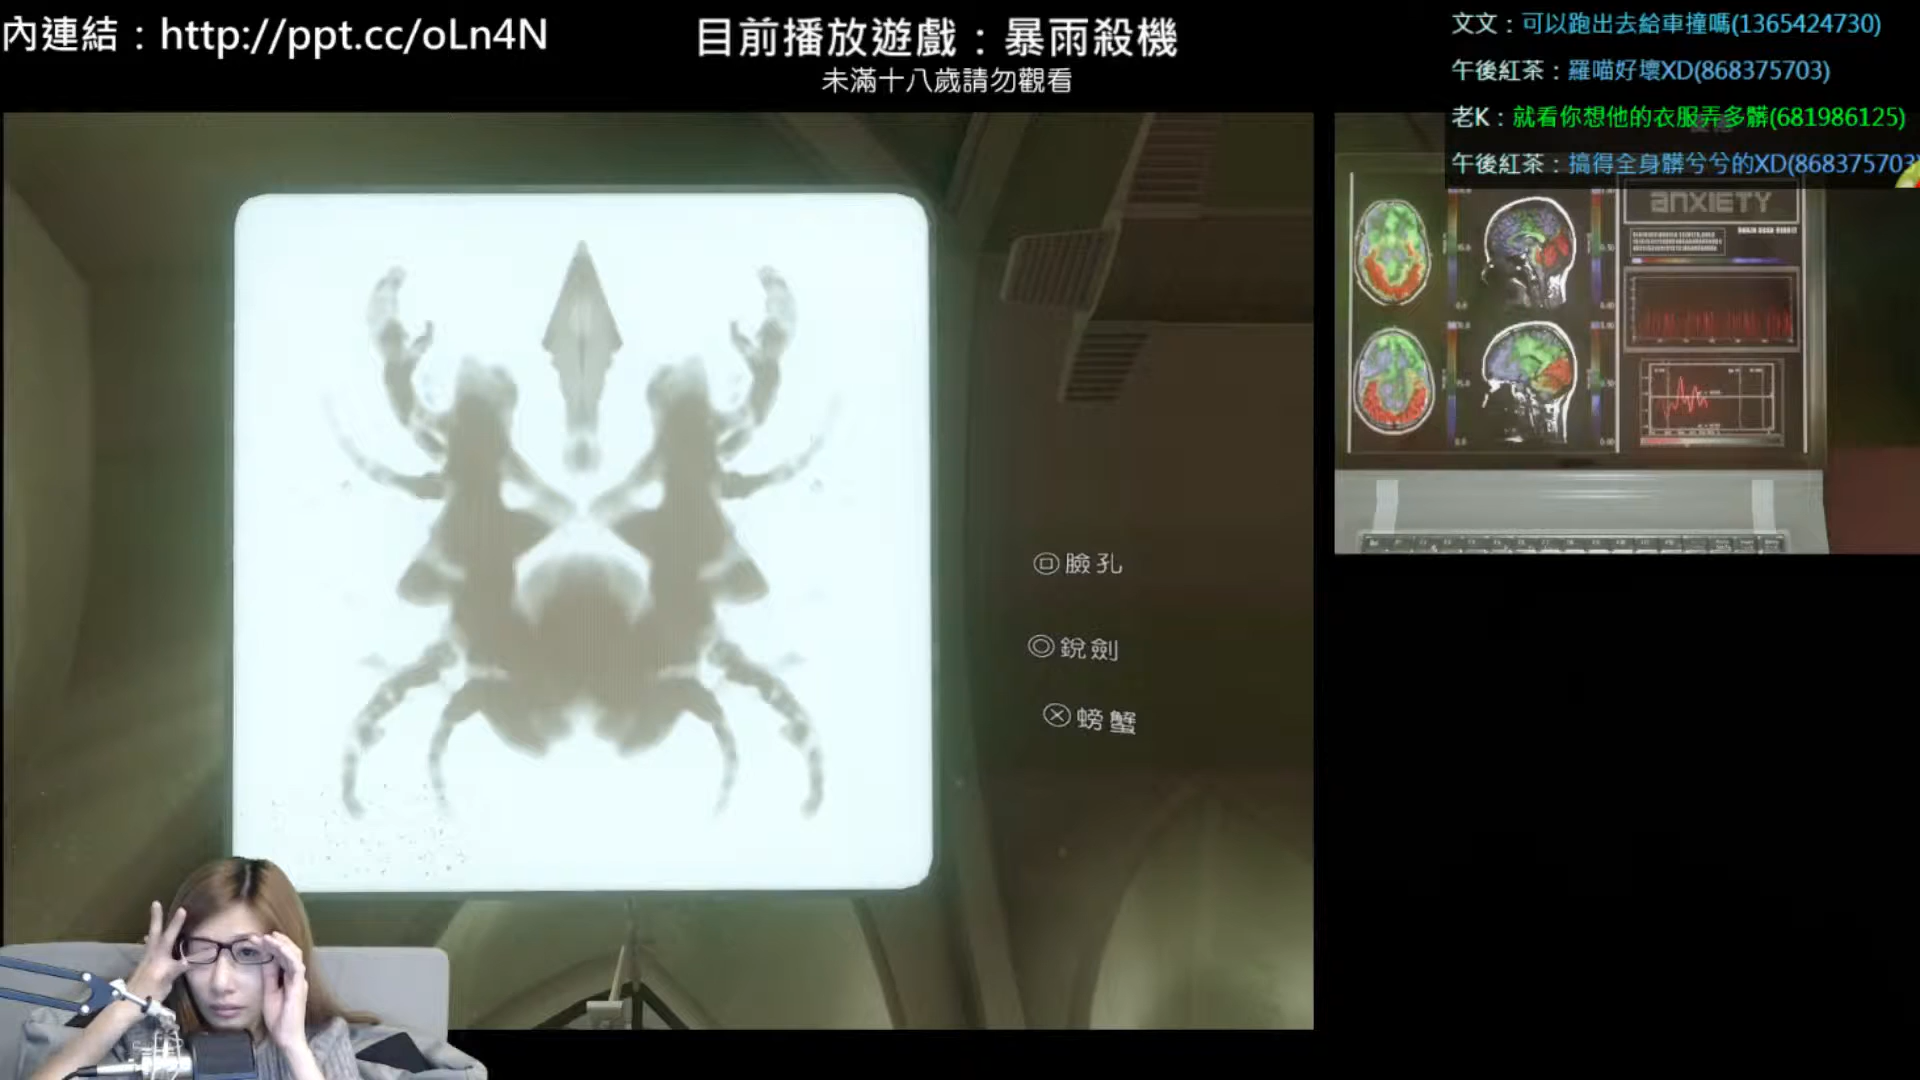 內連結：http://ppt.cc/oLn4N
目前播放遊戲：暴雨殺機
未滿十八歲請勿觀看
文文：可以跑出去給車撞嗎(1365424730)
午後紅茶：羅喵好壞XD(868375703)
老K：就看你想他的衣服弄多髒(681986125)
午後紅茶：搞得全身髒兮兮的XD(868375703)
ANXIETY
臉孔
銳劍
螃蟹